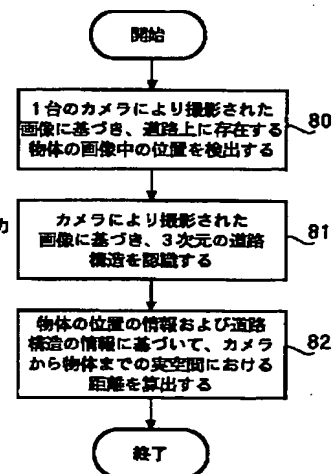 開始
1台のカメラにより撮影された
画像に基づき、道路上に存在する
物体の画像中の位置を検出する
80
カ
カメラにより撮影された
画像に基づき、3次元の道路
構造を認識する
81
物体の位置の情報および道路
構造の情報に基づいて、カメラ
から物体までの実空間における
距離を算出する
82
終了